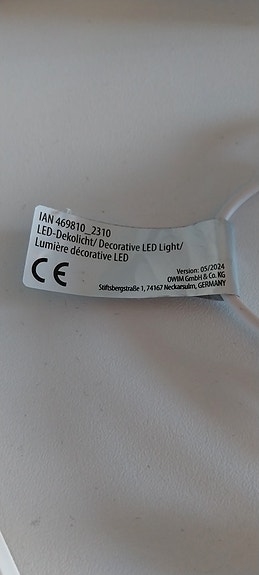 IAN 469810_2310
LED-Dekolicht/ Decorative LED Light/
Lumière décorative LED
CE
Version: 05/2024
OWIM GmbH & Co. KG
Stiftsbergstraße 1, 74167 Neckarsulm, GERMANY